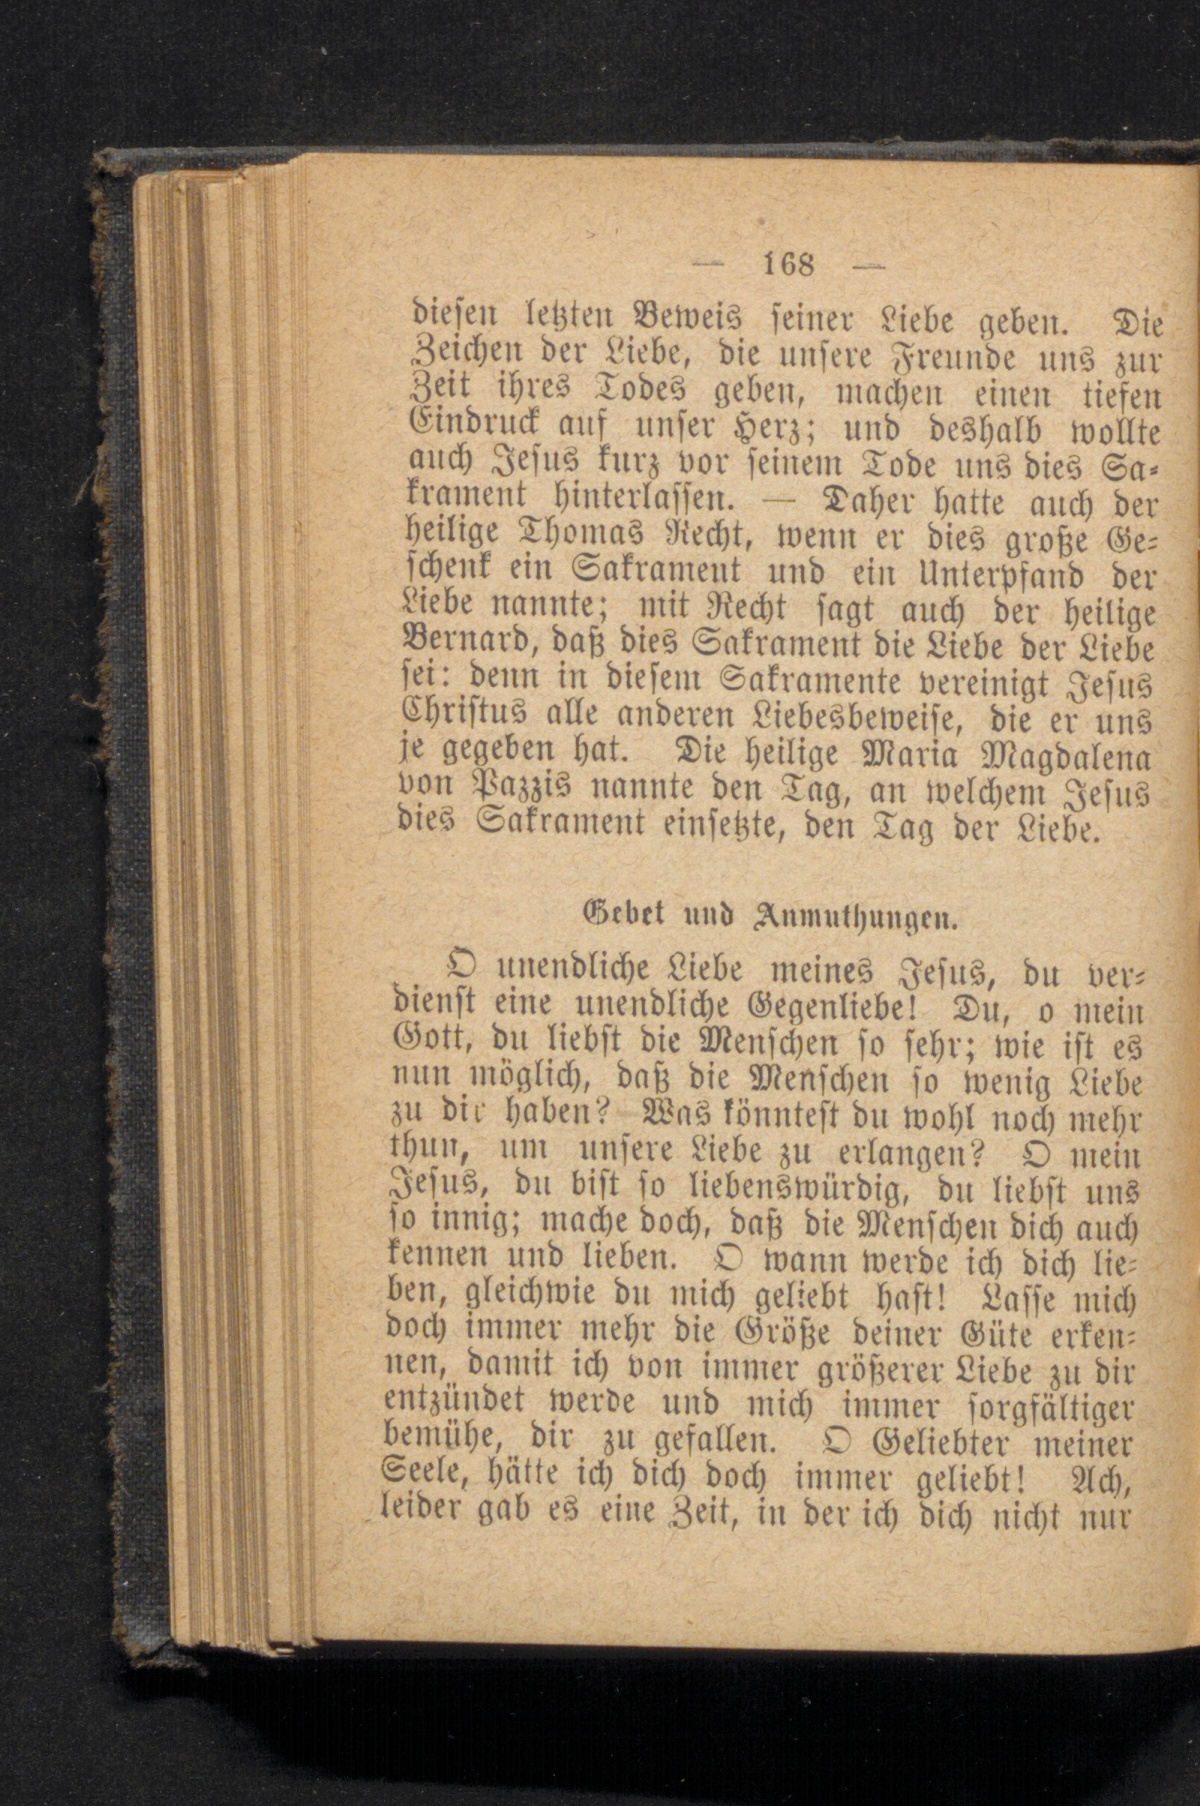 — 168 —
diesen letzten Beweis seiner Liebe geben. Die
Zeichen der Liebe, die unsere Freunde uns zur
Zeit ihres Todes geben, machen einen tiefen
Eindruck auf unser Herz; und deshalb wollte
auch Jesus kurz vor seinem Tode uns dies Sa-
krament hinterlassen. — Daher hatte auch der
heilige Thomas Recht, wenn er dies große Ge-
schenk ein Sakrament und ein Unterpfand der
Liebe nannte; mit Recht sagt auch der heilige
Bernard, daß dies Sakrament die Liebe der Liebe
sei: denn in diesem Sakramente vereinigt Jesus
Christus alle anderen Liebesbeweise, die er uns
je gegeben hat. Die heilige Maria Magdalena
von Pazzis nannte den Tag, an welchem Jesus
dies Sakrament einsetzte, den Tag der Liebe.
Gebet und Anmuthungen.
O unendliche Liebe meines Jesus, du ver-
dienst eine unendliche Gegenliebe! Du, o mein
Gott, du liebst die Menschen so sehr; wie ist es
nun möglich, daß die Menschen so wenig Liebe
zu dir haben? Was könntest du wohl noch mehr
thun, um unsere Liebe zu erlangen? O mein
Jesus, du bist so liebenswürdig, du liebst uns
so innig; mache doch, daß die Menschen dich auch
kennen und lieben. O wann werde ich dich lie-
ben, gleichwie du mich geliebt hast! Lasse mich
doch immer mehr die Größe deiner Güte erken-
nen, damit ich von immer größerer Liebe zu dir
entzündet werde und mich immer sorgfältiger
bemühe, dir zu gefallen. O Geliebter meiner
Seele, hätte ich dich doch immer geliebt! Ach,
leider gab es eine Zeit, in der ich dich nicht nur